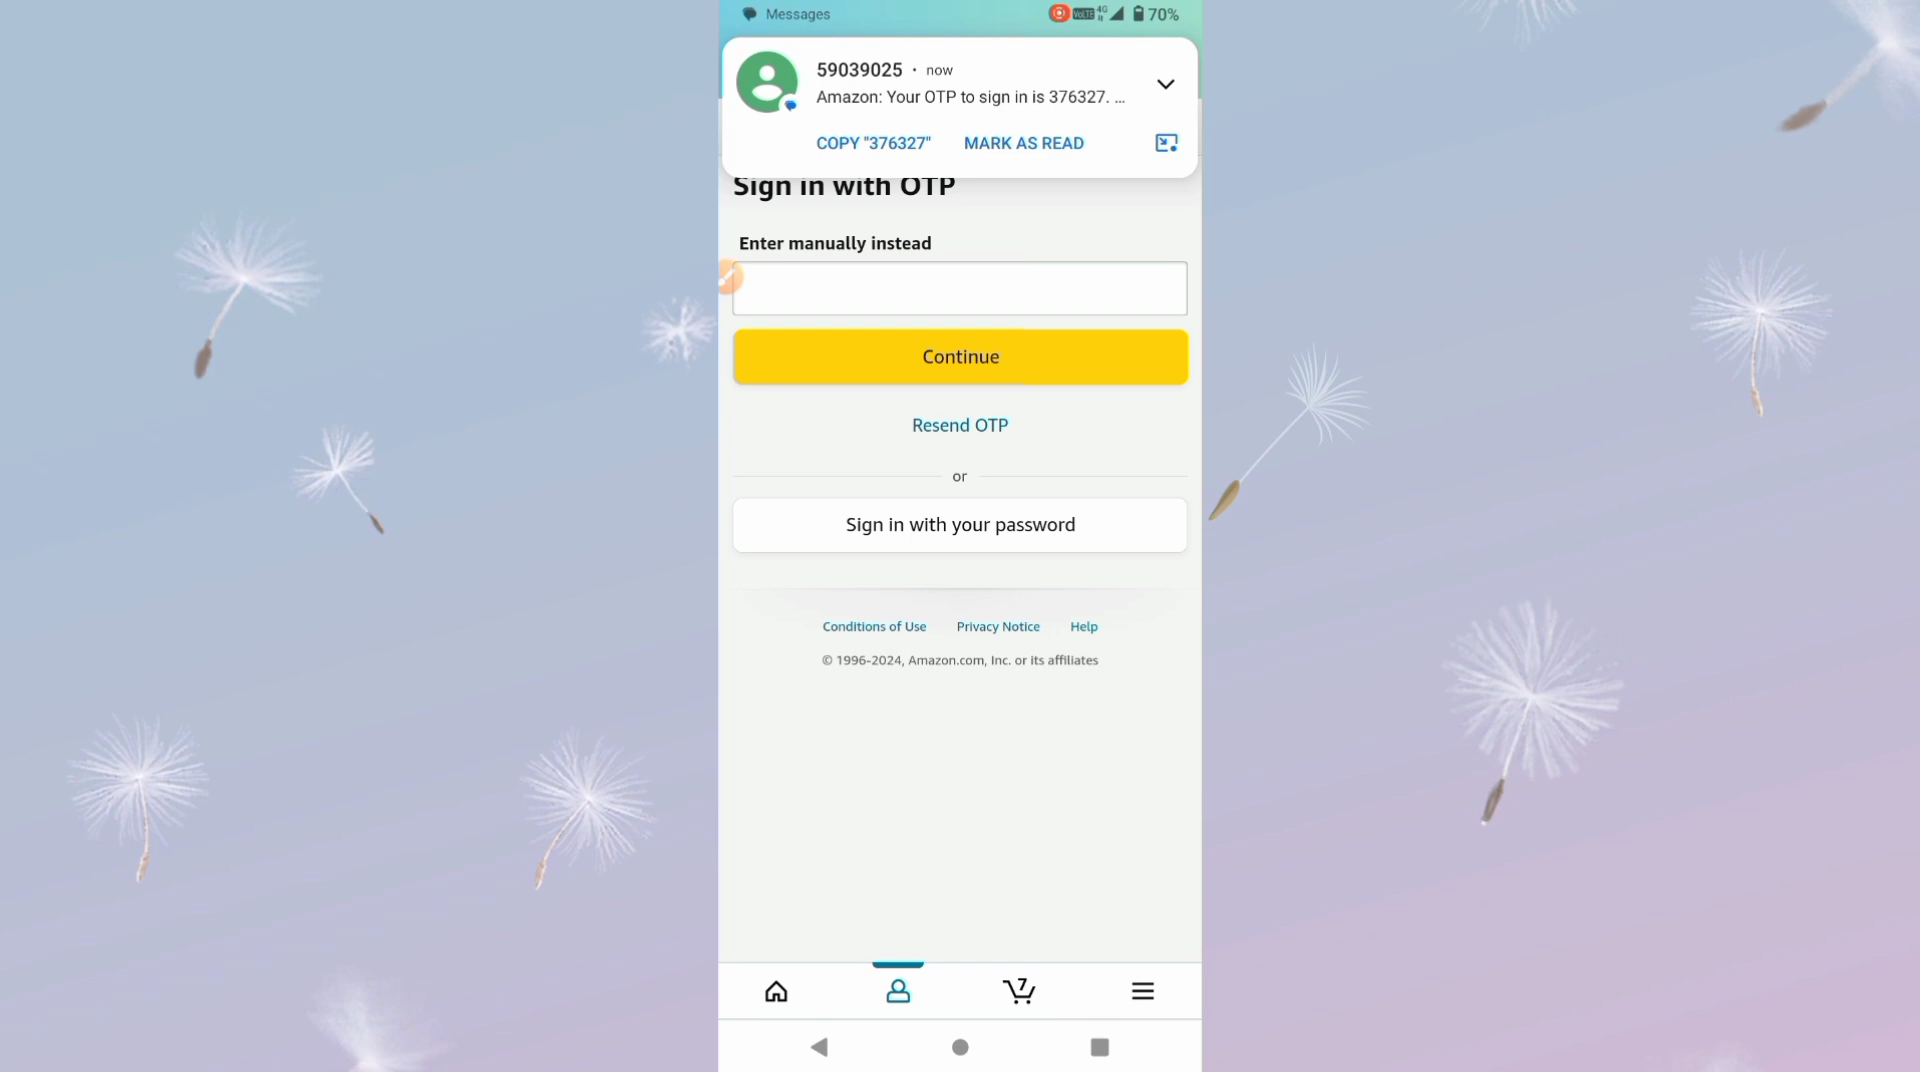 Messages
VoLTE 4G 70%
59039025 · now
Amazon: Your OTP to sign in is 376327. ...
COPY "376327" MARK AS READ
Sign in with OTP
Enter manually instead
Continue
Resend OTP
or
Sign in with your password
Conditions of Use Privacy Notice Help
© 1996-2024, Amazon.com, Inc. or its affiliates
7